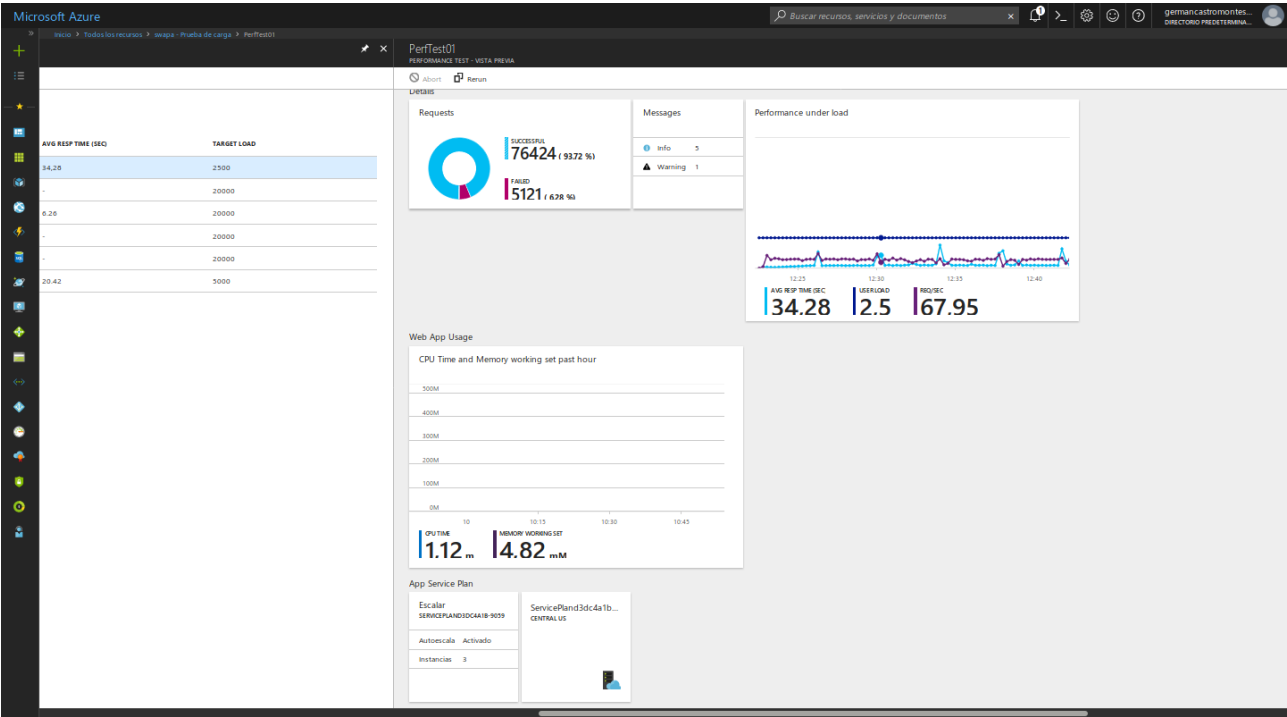 Microsoft Azure
Buscar recursos, servicios y documentos
1
germancastromontes...
DIRECTORIO PREDETERMINA...
Inicio > Todos los recursos > swapa - Prueba de carga > PerfTest01
PerfTest01
PERFORMANCE TEST - VISTA PREVIA
Abort Rerun
Details
AVG RESP TIME (SEC) TARGET LOAD
34,28 2500
- 20000
6.26 20000
- 20000
- 20000
20.42 5000
Requests
SUCCESSFUL
76424 ( 93.72 %)
FAILED
5121 ( 6.28 %)
Messages
Info 5
Warning 1
Performance under load
12:25 12:30 12:35 12:40
AVG RESP TIME (SEC USER LOAD REQ/SEC
34.28 2.5 67.95
Web App Usage
CPU Time and Memory working set past hour
500M
400M
300M
200M
100M
0M
10 10:15 10:30 10:45
CPU TIME MEMORY WORKING SET
1.12 m 4.82 mM
App Service Plan
Escalar
SERVICEPLAND3DC4A1B-9059
Autoescala Activado
Instancias 3
ServicePland3dc4a1b...
CENTRAL US